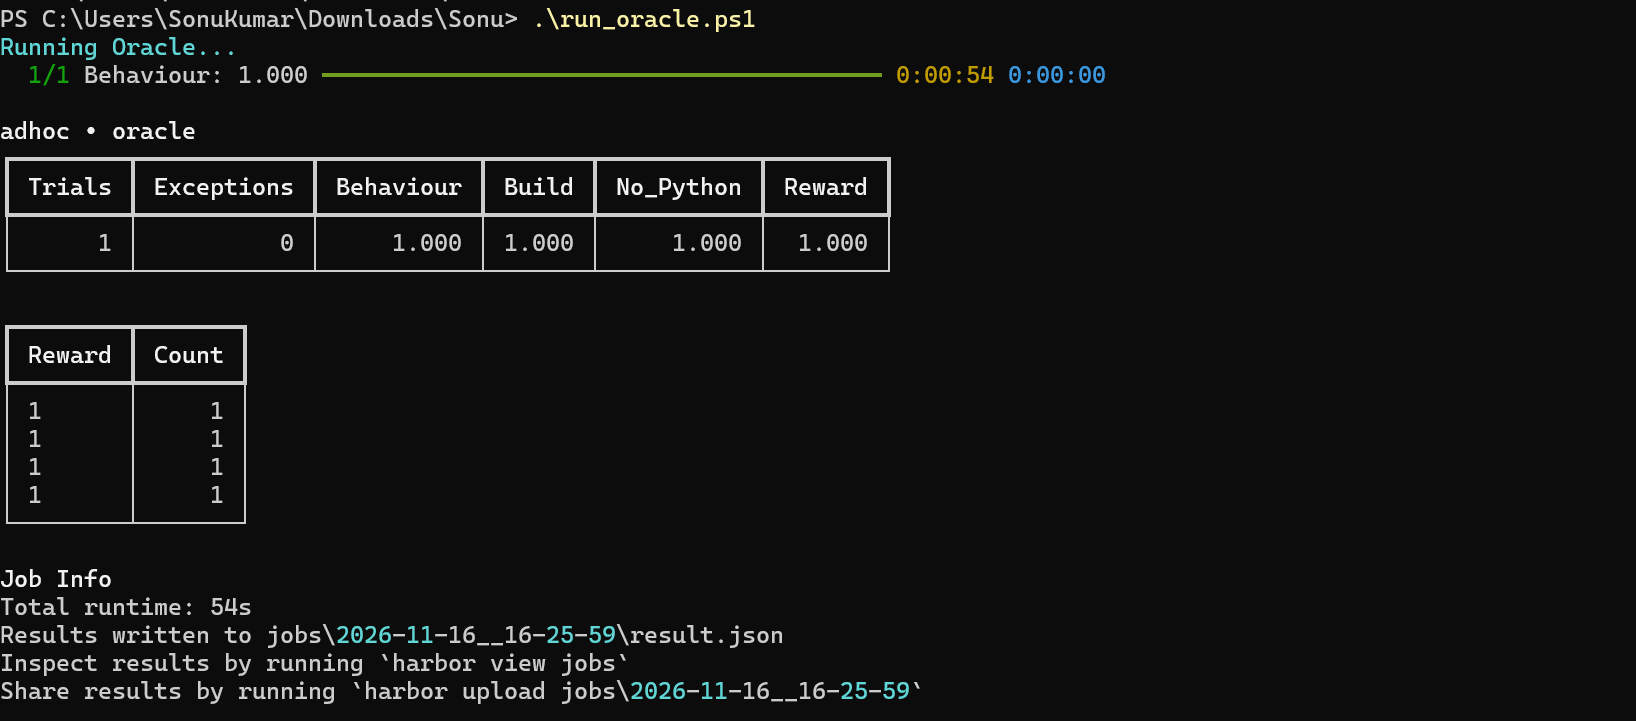 PS C:\Users\SonuKumar\Downloads\Sonu> .\run_oracle.ps1
Running Oracle...
1/1 Behaviour: 1.000 0:00:54 0:00:00
adhoc • oracle
Trials Exceptions Behaviour Build No_Python Reward
1 0 1.000 1.000 1.000 1.000
Reward Count
1 1
1 1
1 1
1 1
Job Info
Total runtime: 54s
Results written to jobs\2026-11-16__16-25-59\result.json
Inspect results by running `harbor view jobs`
Share results by running `harbor upload jobs\2026-11-16__16-25-59`